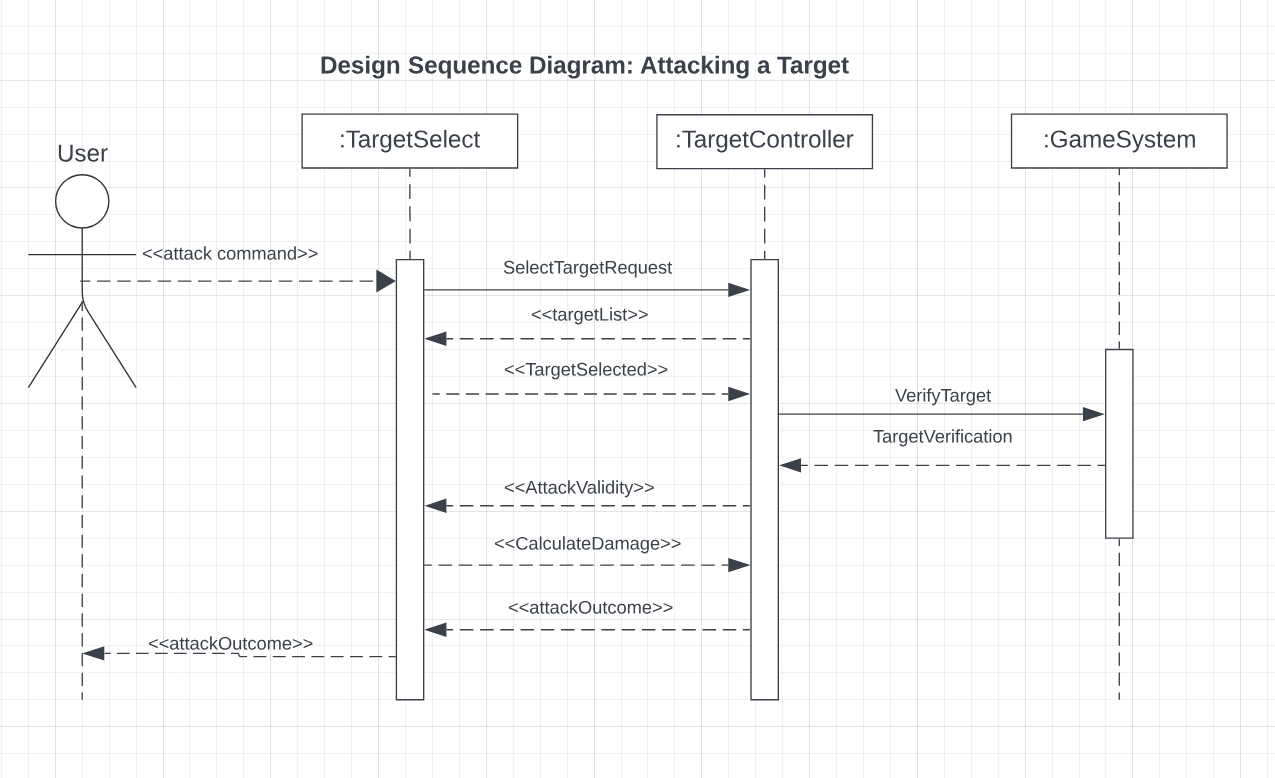 Design Sequence Diagram: Attacking a Target
User
:TargetSelect
:TargetController
:GameSystem
<<attack command>>
SelectTargetRequest
<<targetList>>
<<TargetSelected>>
VerifyTarget
TargetVerification
<<AttackValidity>>
<<CalculateDamage>>
<<attackOutcome>>
<<attackOutcome>>